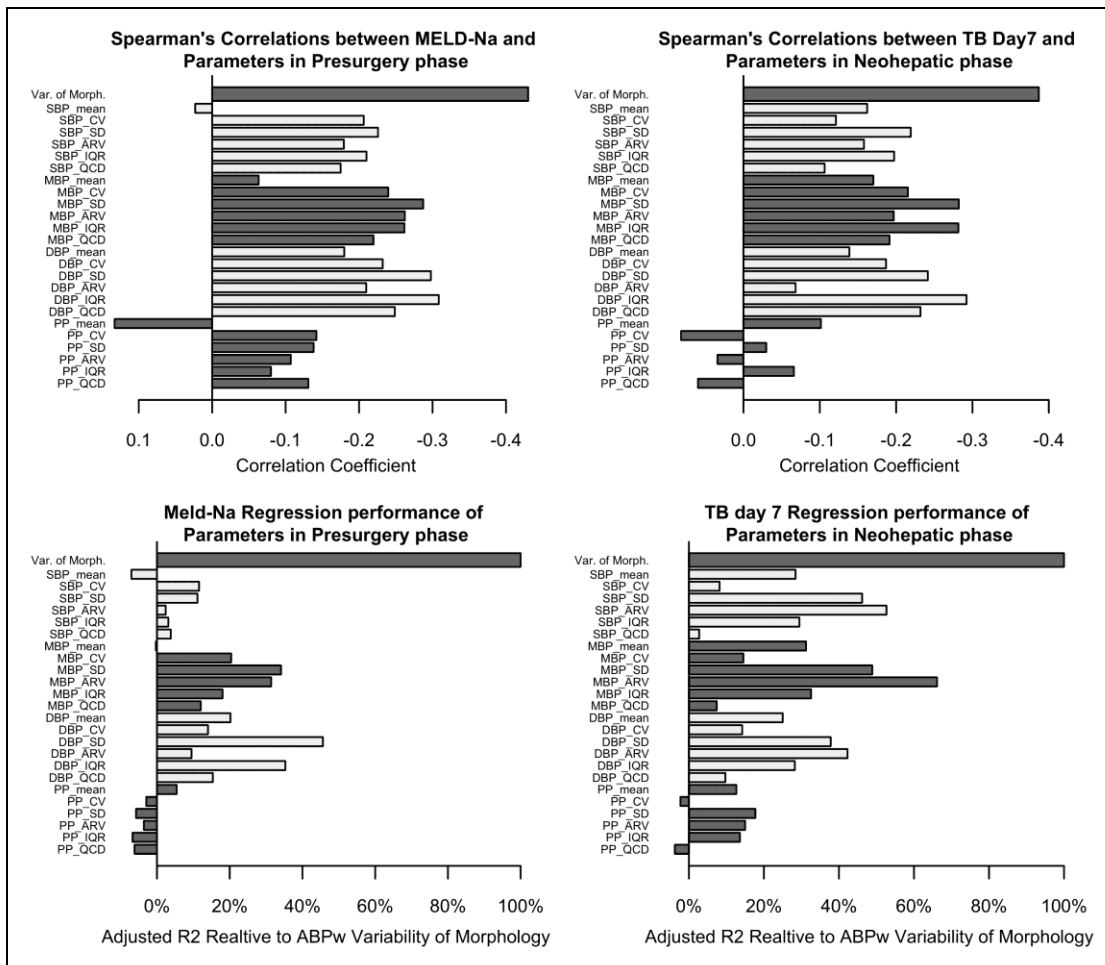 Spearman's Correlations between MELD-Na and
Parameters in Presurgery phase
Var. of Morph.
SBP_mean
SBP_CV
SBP_SD
SBP_ARV
SBP_IQR
SBP_QCD
MBP_mean
MBP_CV
MBP_SD
MBP_ARV
MBP_IQR
MBP_QCD
DBP_mean
DBP_CV
DBP_SD
DBP_ARV
DBP_IQR
DBP_QCD
PP_mean
PP_CV
PP_SD
PP_ARV
PP_IQR
PP_QCD
0.1 0.0 -0.1 -0.2 -0.3 -0.4
Correlation Coefficient
Spearman's Correlations between TB Day7 and
Parameters in Neohepatic phase
Var. of Morph.
SBP_mean
SBP_CV
SBP_SD
SBP_ARV
SBP_IQR
SBP_QCD
MBP_mean
MBP_CV
MBP_SD
MBP_ARV
MBP_IQR
MBP_QCD
DBP_mean
DBP_CV
DBP_SD
DBP_ARV
DBP_IQR
DBP_QCD
PP_mean
PP_CV
PP_SD
PP_ARV
PP_IQR
PP_QCD
0.0 -0.1 -0.2 -0.3 -0.4
Correlation Coefficient
Meld-Na Regression performance of
Parameters in Presurgery phase
Var. of Morph.
SBP_mean
SBP_CV
SBP_SD
SBP_ARV
SBP_IQR
SBP_QCD
MBP_mean
MBP_CV
MBP_SD
MBP_ARV
MBP_IQR
MBP_QCD
DBP_mean
DBP_CV
DBP_SD
DBP_ARV
DBP_IQR
DBP_QCD
PP_mean
PP_CV
PP_SD
PP_ARV
PP_IQR
PP_QCD
0% 20% 40% 60% 80% 100%
Adjusted R2 Realtive to ABPw Variability of Morphology
TB day 7 Regression performance of
Parameters in Neohepatic phase
Var. of Morph.
SBP_mean
SBP_CV
SBP_SD
SBP_ARV
SBP_IQR
SBP_QCD
MBP_mean
MBP_CV
MBP_SD
MBP_ARV
MBP_IQR
MBP_QCD
DBP_mean
DBP_CV
DBP_SD
DBP_ARV
DBP_IQR
DBP_QCD
PP_mean
PP_CV
PP_SD
PP_ARV
PP_IQR
PP_QCD
0% 20% 40% 60% 80% 100%
Adjusted R2 Realtive to ABPw Variability of Morphology